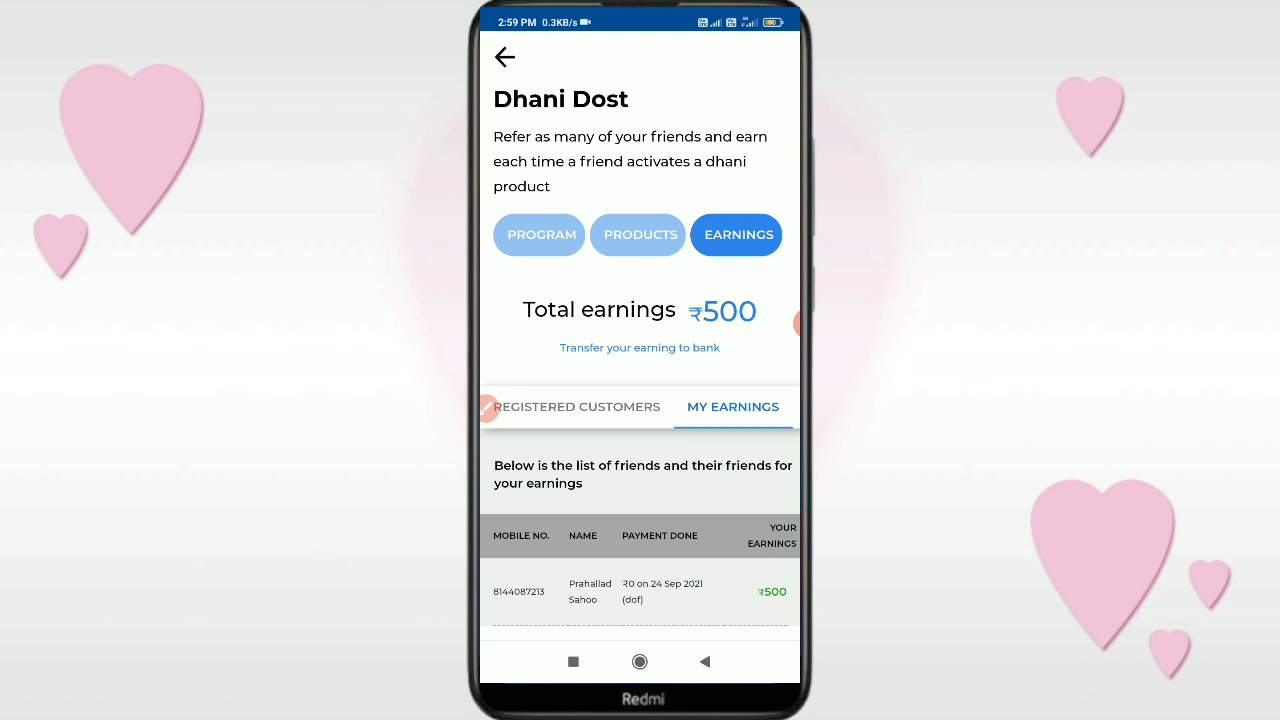 2:59 PM 0.3KB/s
Dhani Dost
Refer as many of your friends and earn
each time a friend activates a dhani
product
PROGRAM PRODUCTS EARNINGS
Total earnings ₹500
Transfer your earning to bank
REGISTERED CUSTOMERS MY EARNINGS
Below is the list of friends and their friends for
your earnings
MOBILE NO. NAME PAYMENT DONE YOUR
EARNINGS
8144087213 Prahallad ₹0 on 24 Sep 2021 ₹500
Sahoo (dof)
Redmi